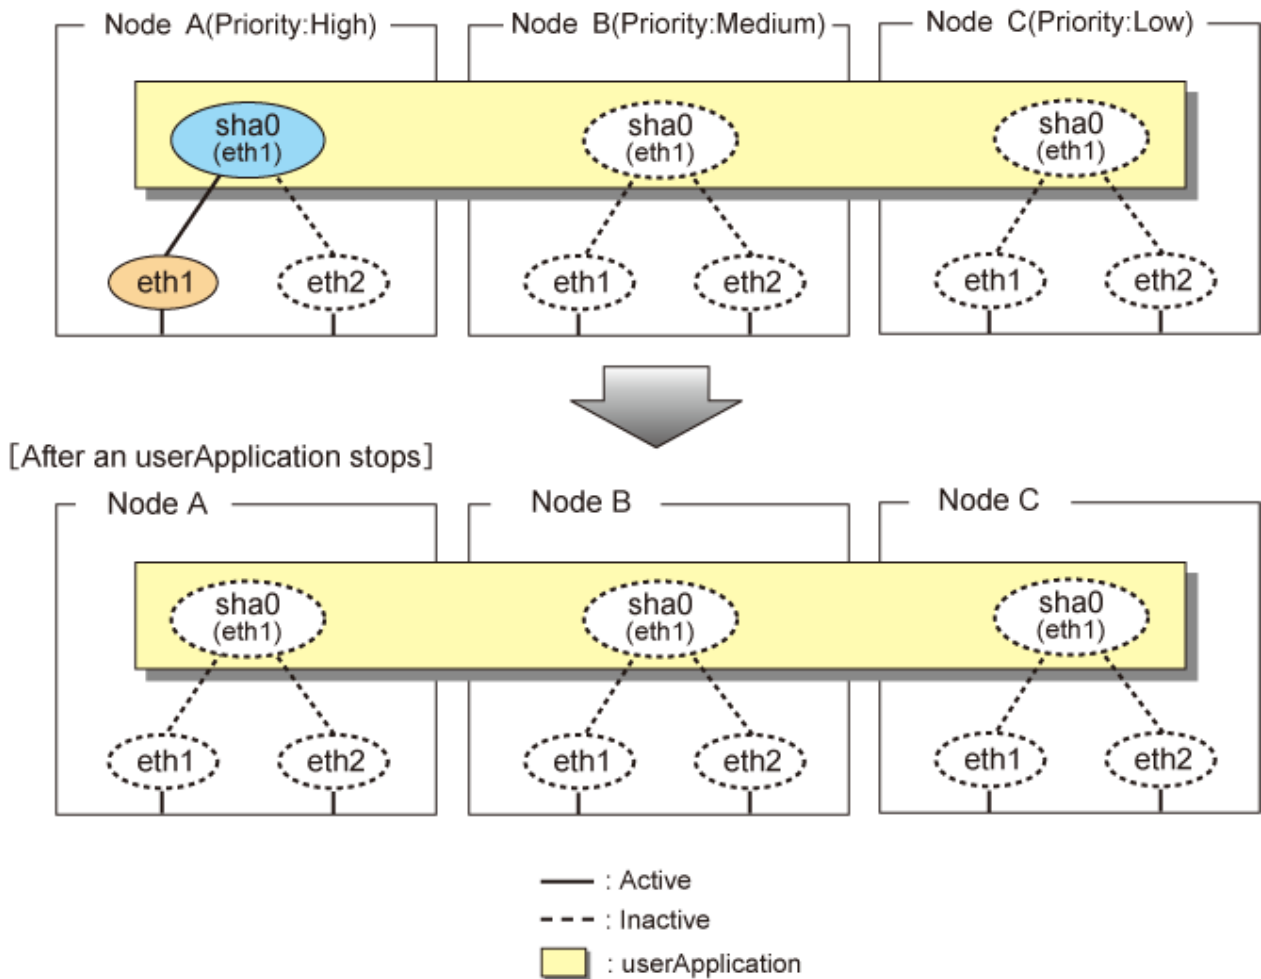 Node A(Priority:High)
Node B(Priority:Medium)
Node C(Priority:Low)
sha0
(eth1)
sha0
(eth1)
sha0
(eth1)
eth1
eth2
eth1
eth2
eth1
eth2
[After an userApplication stops]
Node A
Node B
Node C
sha0
(eth1)
sha0
(eth1)
sha0
(eth1)
eth1
eth2
eth1
eth2
eth1
eth2
: Active
: Inactive
: userApplication